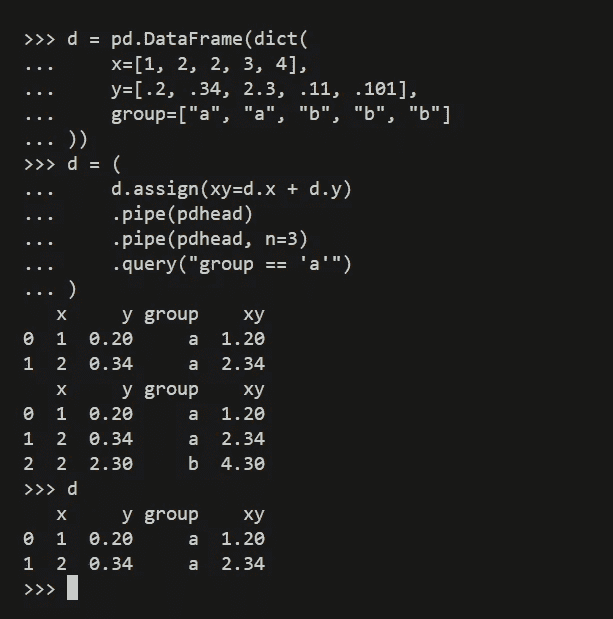 >>> d = pd.DataFrame(dict(
...     x=[1, 2, 2, 3, 4],
...     y=[.2, .34, 2.3, .11, .101],
...     group=["a", "a", "b", "b", "b"]
... ))
>>> d = (
...     d.assign(xy=d.x + d.y)
...     .pipe(pdhead)
...     .pipe(pdhead, n=3)
...     .query("group == 'a'")
... )
   x     y group    xy
0  1  0.20     a  1.20
1  2  0.34     a  2.34
   x     y group    xy
0  1  0.20     a  1.20
1  2  0.34     a  2.34
2  2  2.30     b  4.30
>>> d
   x     y group    xy
0  1  0.20     a  1.20
1  2  0.34     a  2.34
>>>